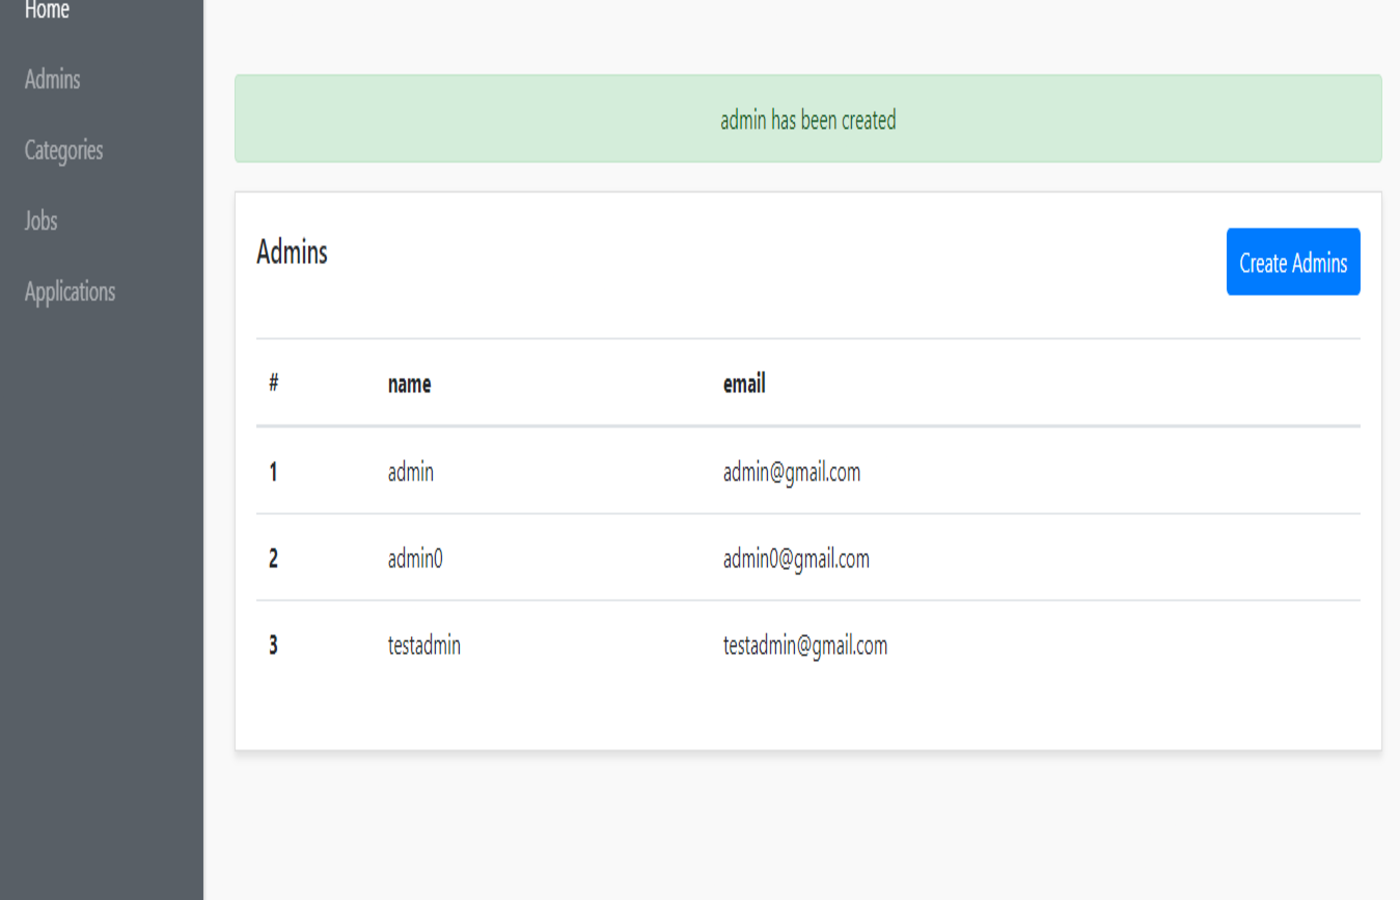 Home
Admins
Categories
Jobs
Applications
admin has been created
Admins
Create Admins
# name email
1 admin admin@gmail.com
2 admin0 admin0@gmail.com
3 testadmin testadmin@gmail.com